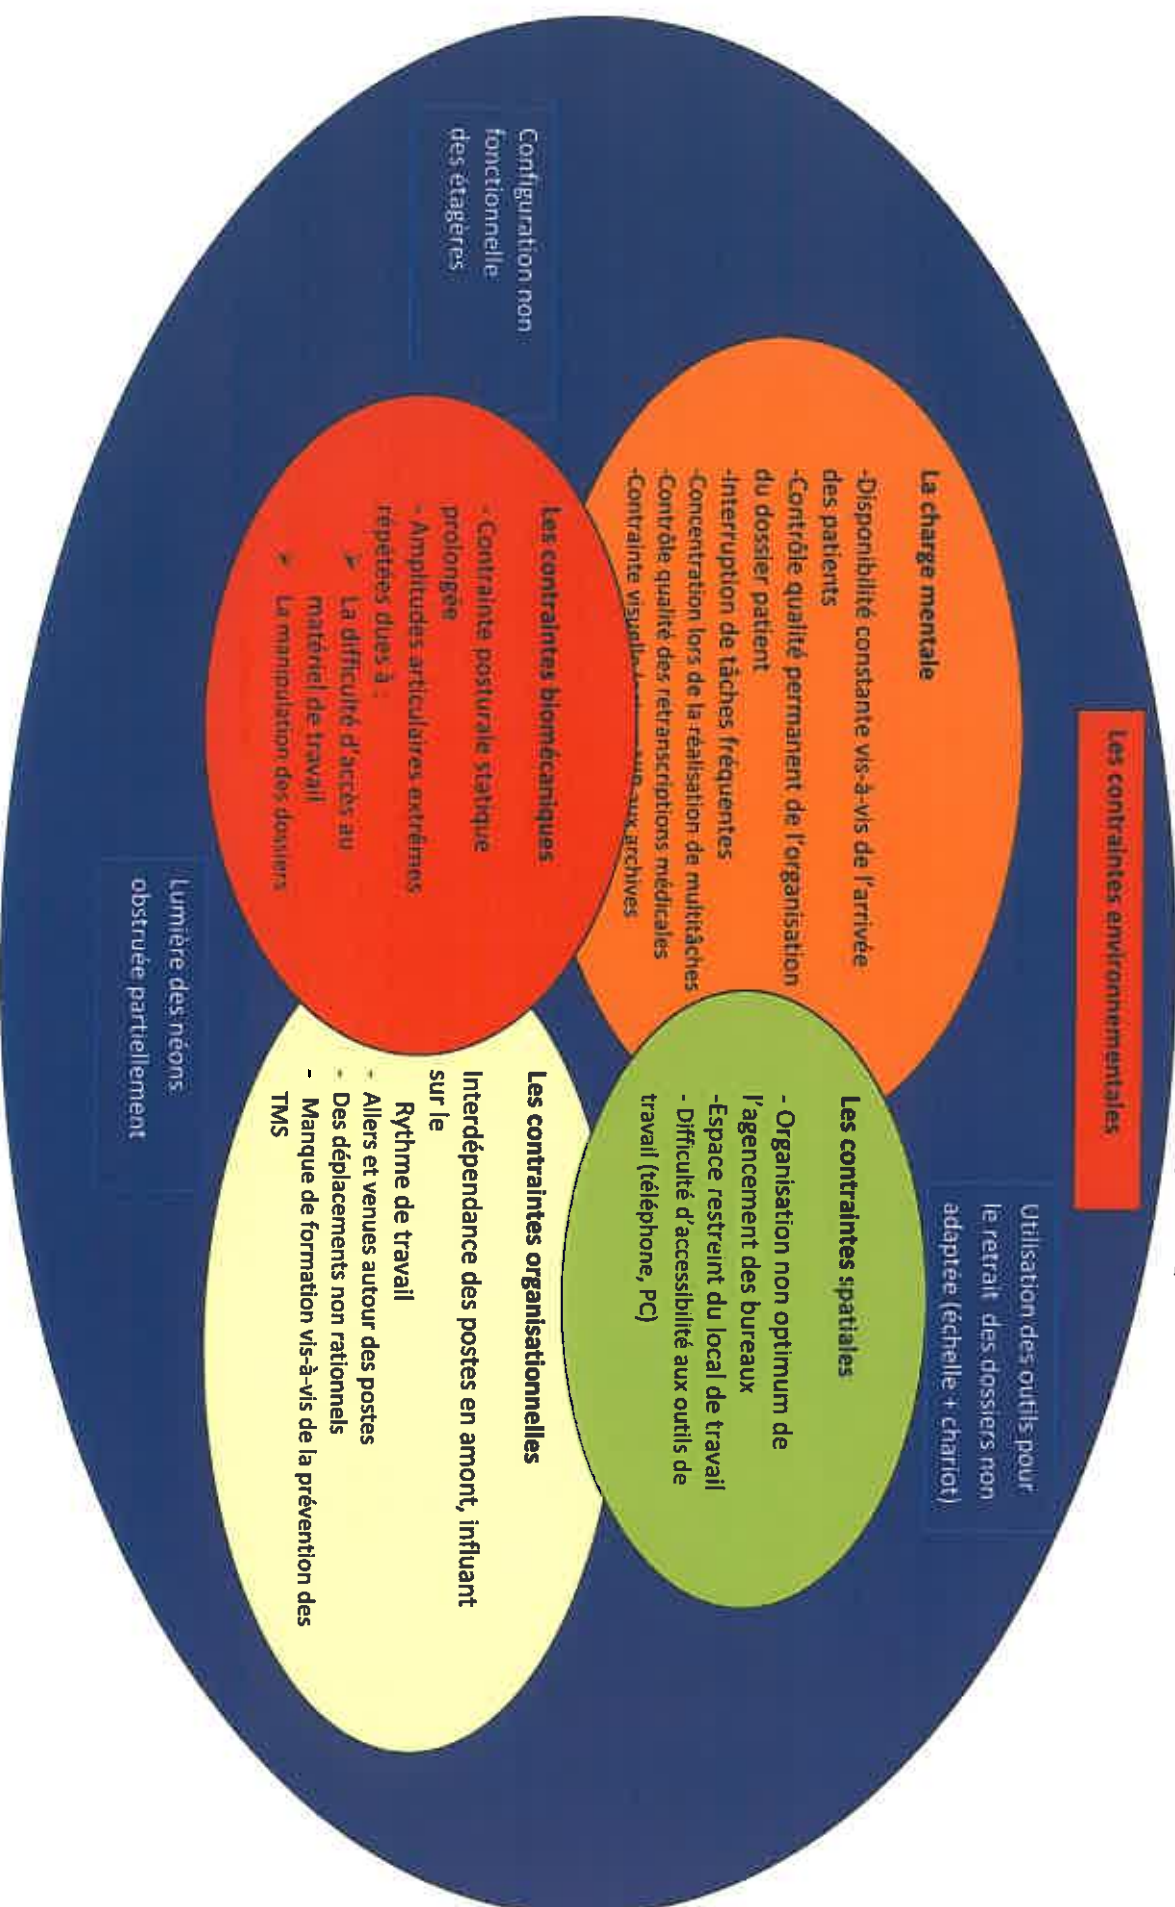 Les contraintes environnementales
Utilisation des outils pour
le retrait des dossiers non
adaptée (échelle + chariot)
La charge mentale
-Disponibilité constante vis-à-vis de l'arrivée
des patients
-Contrôle qualité permanent de l'organisation
du dossier patient
-Interruption de tâches fréquentes
-Concentration lors de la réalisation de multitâches
-Contrôle qualité des retranscriptions médicales
-Contrainte visuelle aux archives
Les contraintes spatiales
- Organisation non optimum de
l'agencement des bureaux
-Espace restreint du local de travail
- Difficulté d'accessibilité aux outils de
travail (téléphone, PC)
Configuration non
fonctionnelle
des étagères
Les contraintes biomécaniques
- Contrainte posturale statique
prolongée
- Amplitudes articulaires extrêmes
répétées dues à :
➤ La difficulté d'accès au
matériel de travail
➤ La manipulation des dossiers
Les contraintes organisationnelles
Interdépendance des postes en amont, influant
sur le
Rythme de travail
- Allers et venues autour des postes
- Des déplacements non rationnels
- Manque de formation vis-à-vis de la prévention des
TMS
Lumière des néons
obstruée partiellement